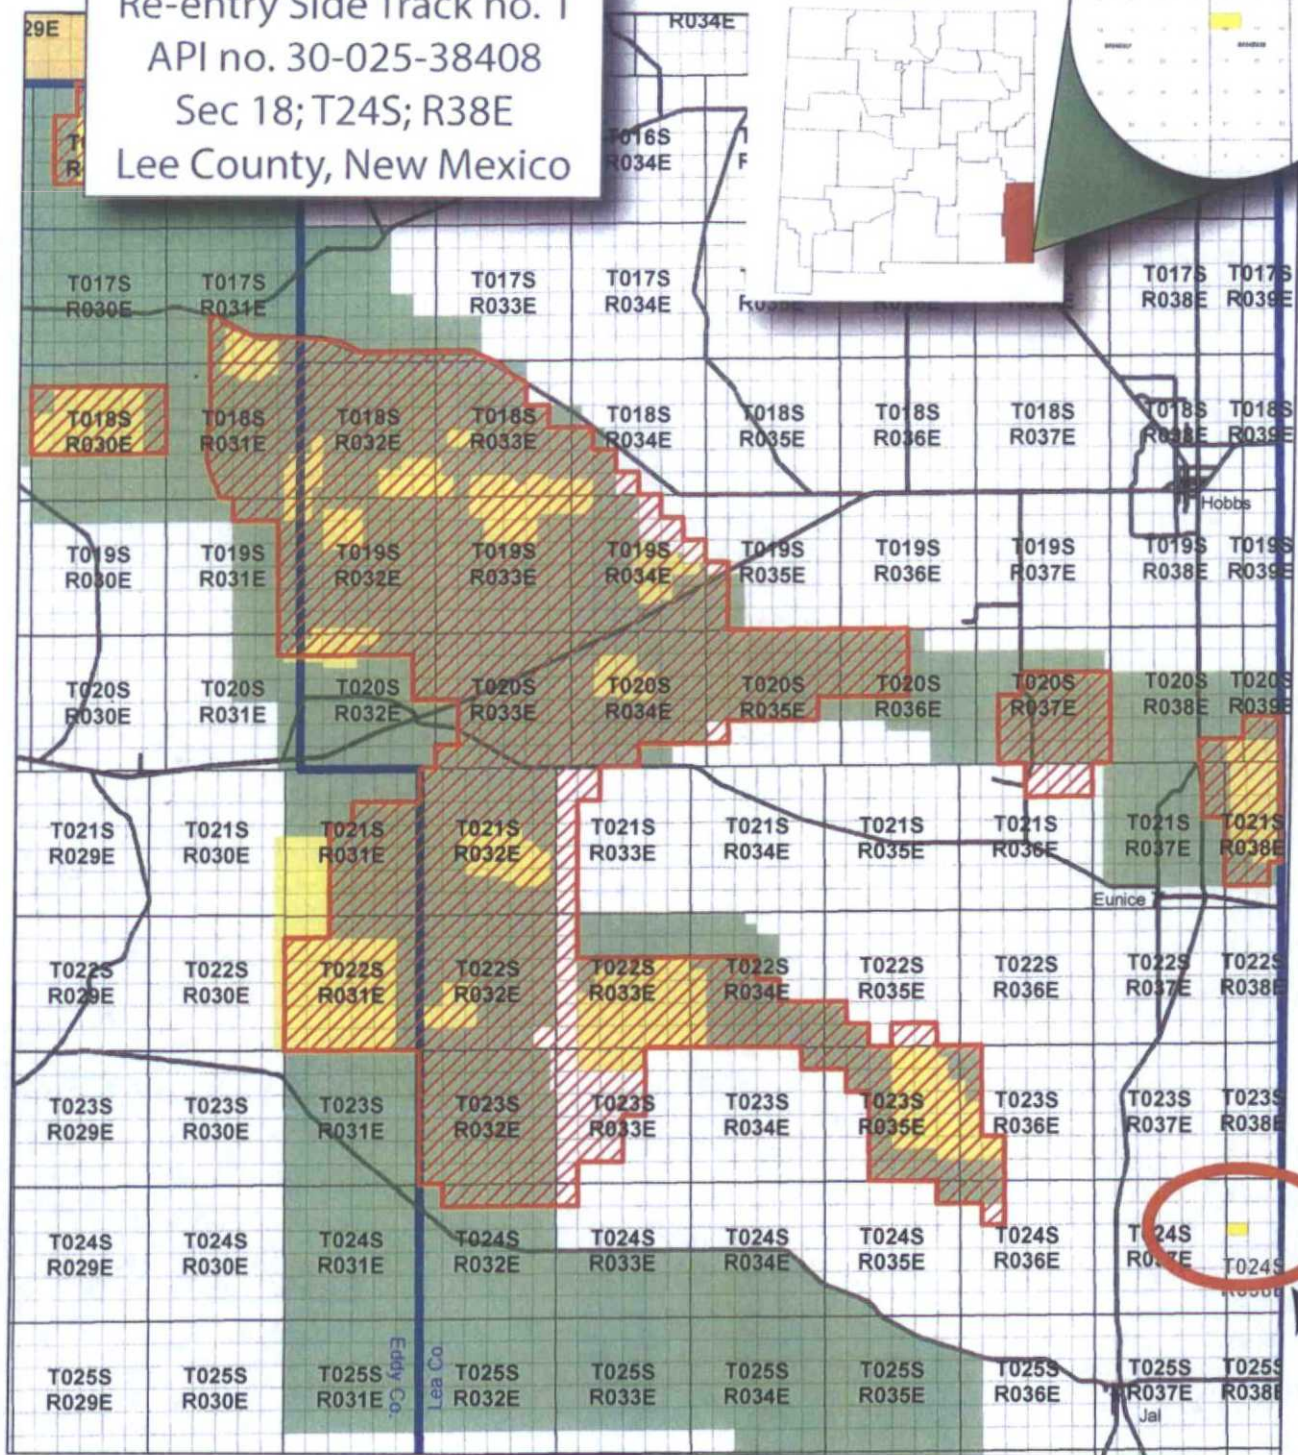 29E
Re-entry Side Track no. 1
API no. 30-025-38408
Sec 18; T24S; R38E
Lee County, New Mexico
R034E
T016S
R034E
T017S T017S T017S T017S T017S T017S
R030E R031E R033E R034E R038E R039E
T018S T018S T018S T018S T018S T018S T018S T018S T018S T018S
R030E R031E R032E R033E R034E R035E R036E R037E R038E R039E
Hobbs
T019S T019S T019S T019S T019S T019S T019S T019S T019S T019S
R030E R031E R032E R033E R034E R035E R036E R037E R038E R039E
T020S T020S T020S T020S T020S T020S T020S T020S T020S T020S
R030E R031E R032E R033E R034E R035E R036E R037E R038E R039E
T021S T021S T021S T021S T021S T021S T021S T021S T021S T021S
R029E R030E R031E R032E R033E R034E R035E R036E R037E R038E
Eunice
T022S T022S T022S T022S T022S T022S T022S T022S T022S T022S
R029E R030E R031E R032E R033E R034E R035E R036E R037E R038E
T023S T023S T023S T023S T023S T023S T023S T023S T023S T023S
R029E R030E R031E R032E R033E R034E R035E R036E R037E R038E
T024S T024S T024S T024S T024S T024S T024S T024S T024S T024S
R029E R030E R031E R032E R033E R034E R035E R036E R037E R038E
Eddy Co.
Lea Co.
T025S T025S T025S T025S T025S T025S T025S T025S T025S T025S
R029E R030E R031E R032E R033E R034E R035E R036E R037E R038E
Jal